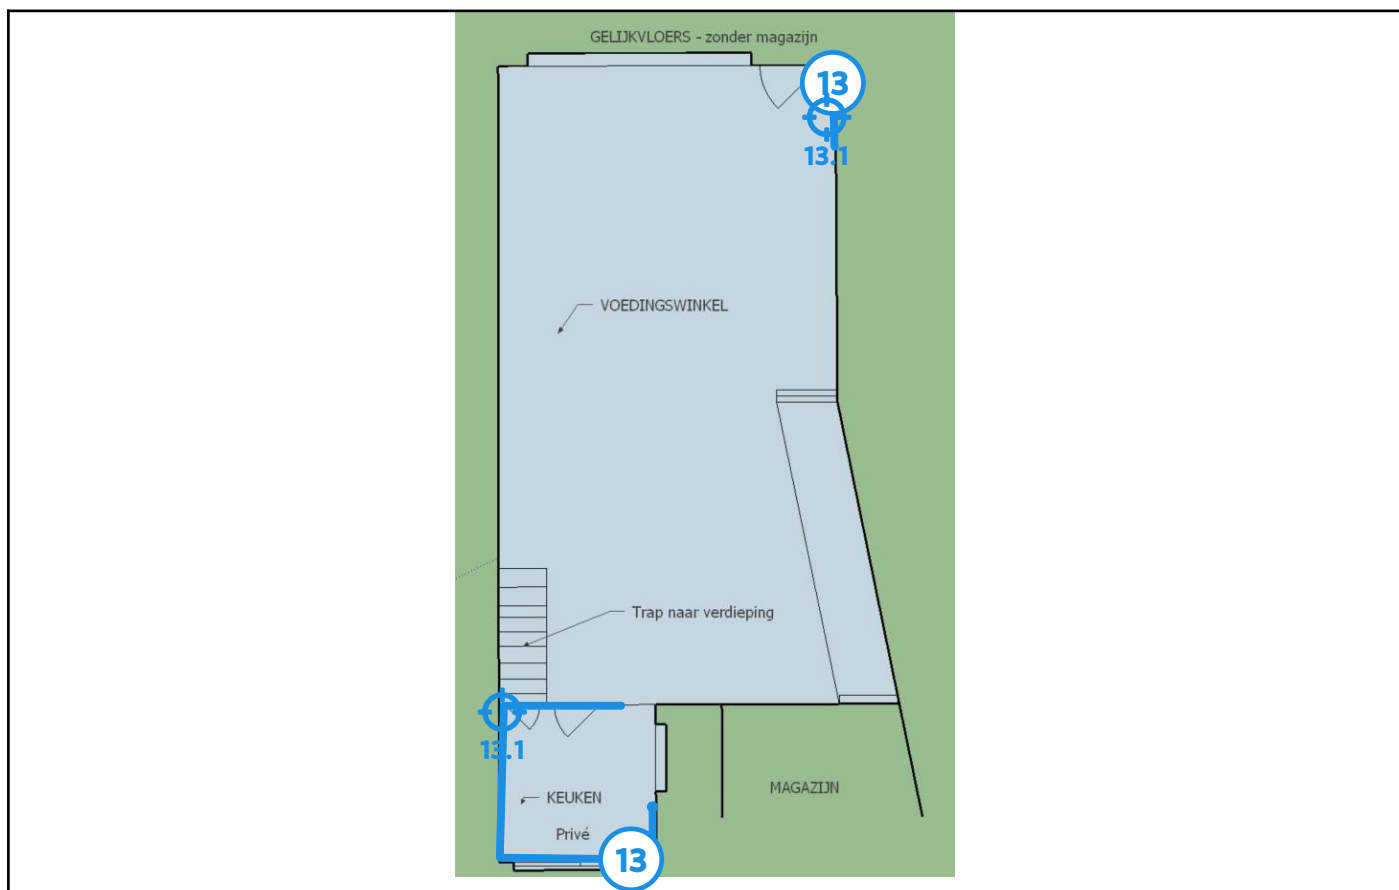 GELIJKVLOERS - zonder magazijn
13
13.1
VOEDINGSWINKEL
Trap naar verdieping
13.1
MAGAZIJN
KEUKEN
Privé
13